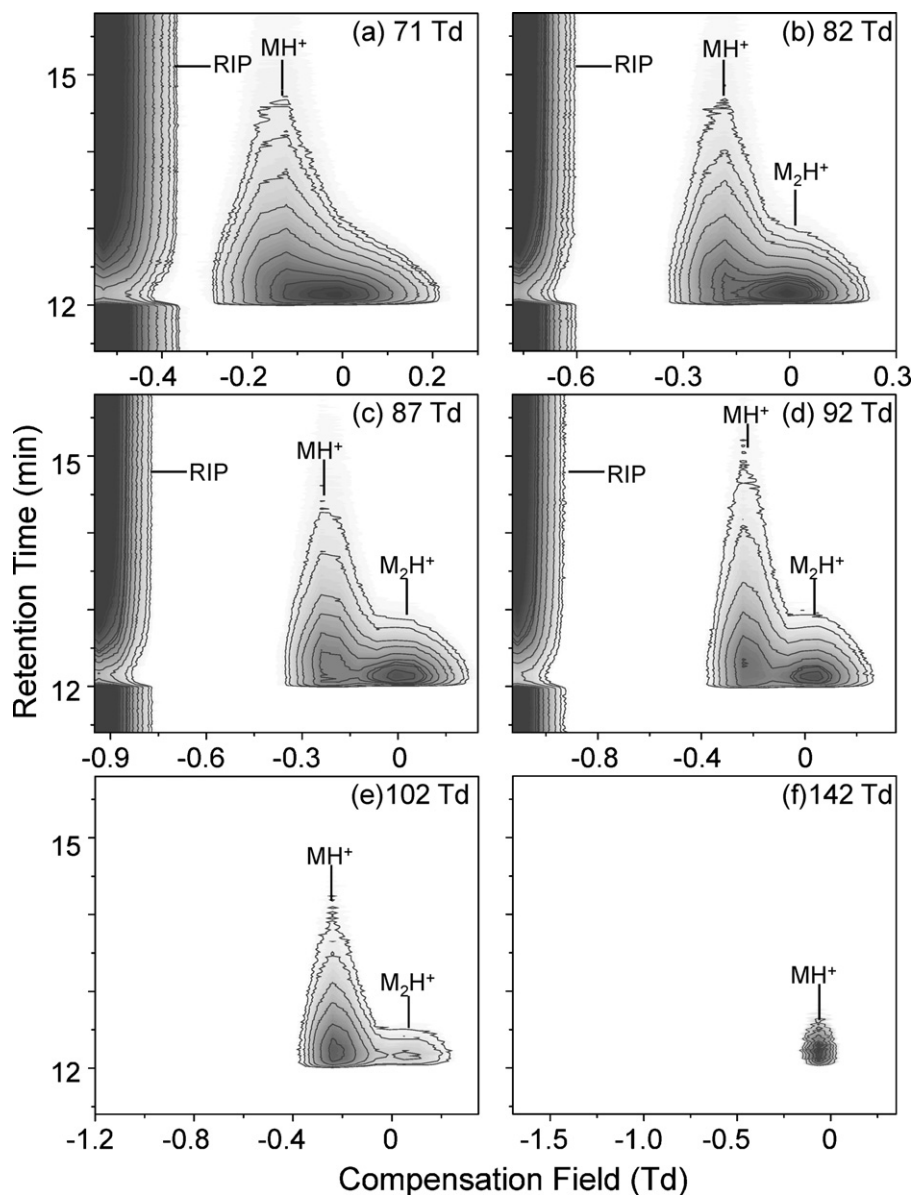 (a) 71 Td
MH⁺
RIP
15
12
-0.4
-0.2
0
0.2
(b) 82 Td
MH⁺
RIP
M₂H⁺
-0.6
-0.3
0
0.3
(c) 87 Td
MH⁺
RIP
M₂H⁺
15
12
-0.9
-0.6
-0.3
0
(d) 92 Td
MH⁺
RIP
M₂H⁺
-0.8
-0.4
0
(e)102 Td
MH⁺
M₂H⁺
15
12
-1.2
-0.8
-0.4
0
(f)142 Td
MH⁺
-1.5
-1.0
-0.5
0
Retention Time (min)
Compensation Field (Td)